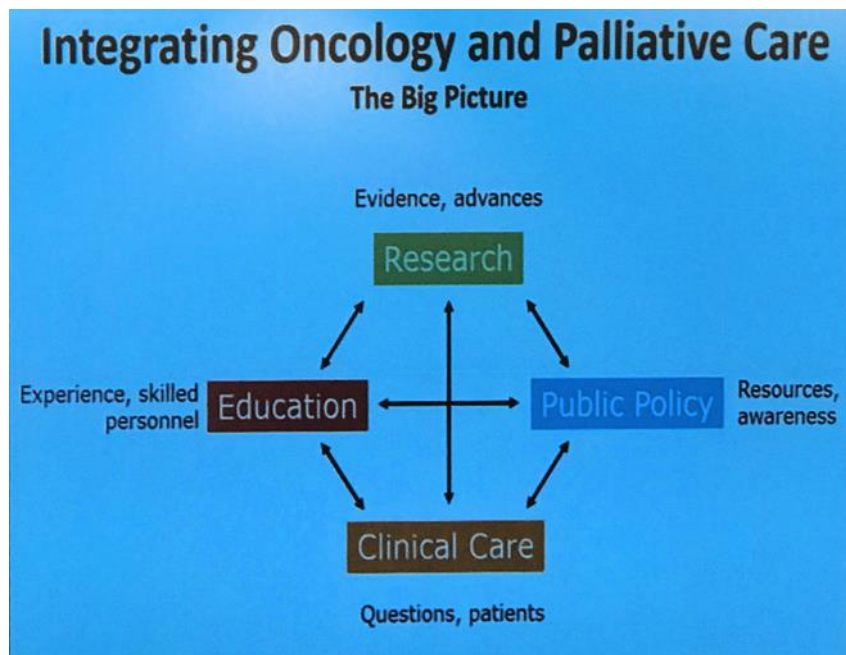 Integrating Oncology and Palliative Care
The Big Picture
Evidence, advances
Research
Experience, skilled
personnel
Education
Public Policy
Resources,
awareness
Clinical Care
Questions, patients